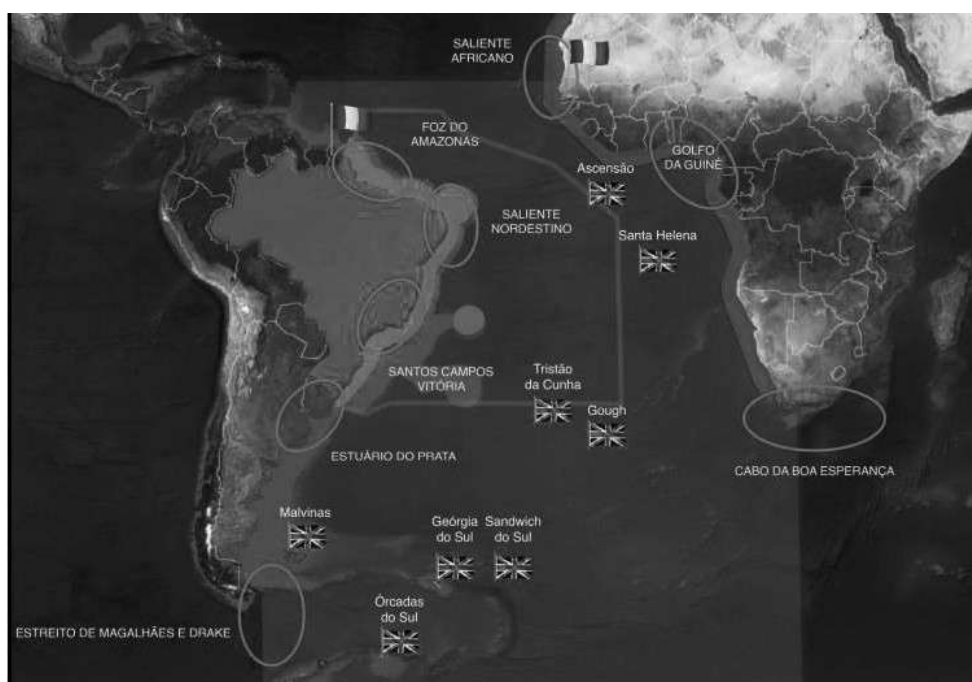 SALIENTE
AFRICANO
FOZ DO
AMAZONAS
GOLFO
DA GUINÉ
Ascensão
SALIENTE
NORDESTINO
Santa Helena
SANTOS CAMPOS
VITÓRIA
Tristão
da Cunha
Gough
ESTUÁRIO DO PRATA
CABO DA BOA ESPERANÇA
Malvinas
Geórgia
do Sul
Sandwich
do Sul
Órcadas
do Sul
ESTREITO DE MAGALHÃES E DRAKE